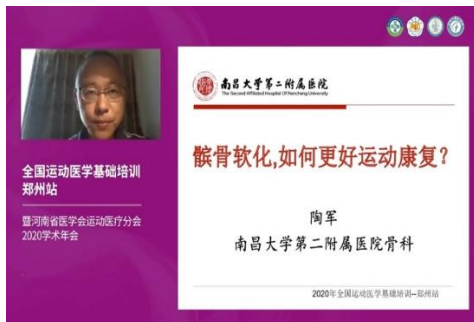 全国运动医学基础培训
郑州站
暨河南省医学会运动医疗分会
2020学术年会
南昌大学第二附属医院
The Second Affiliated Hospital Of Nanchang University
髌骨软化,如何更好运动康复?
陶军
南昌大学第二附属医院骨科
2020年全国运动医学基础培训—郑州站